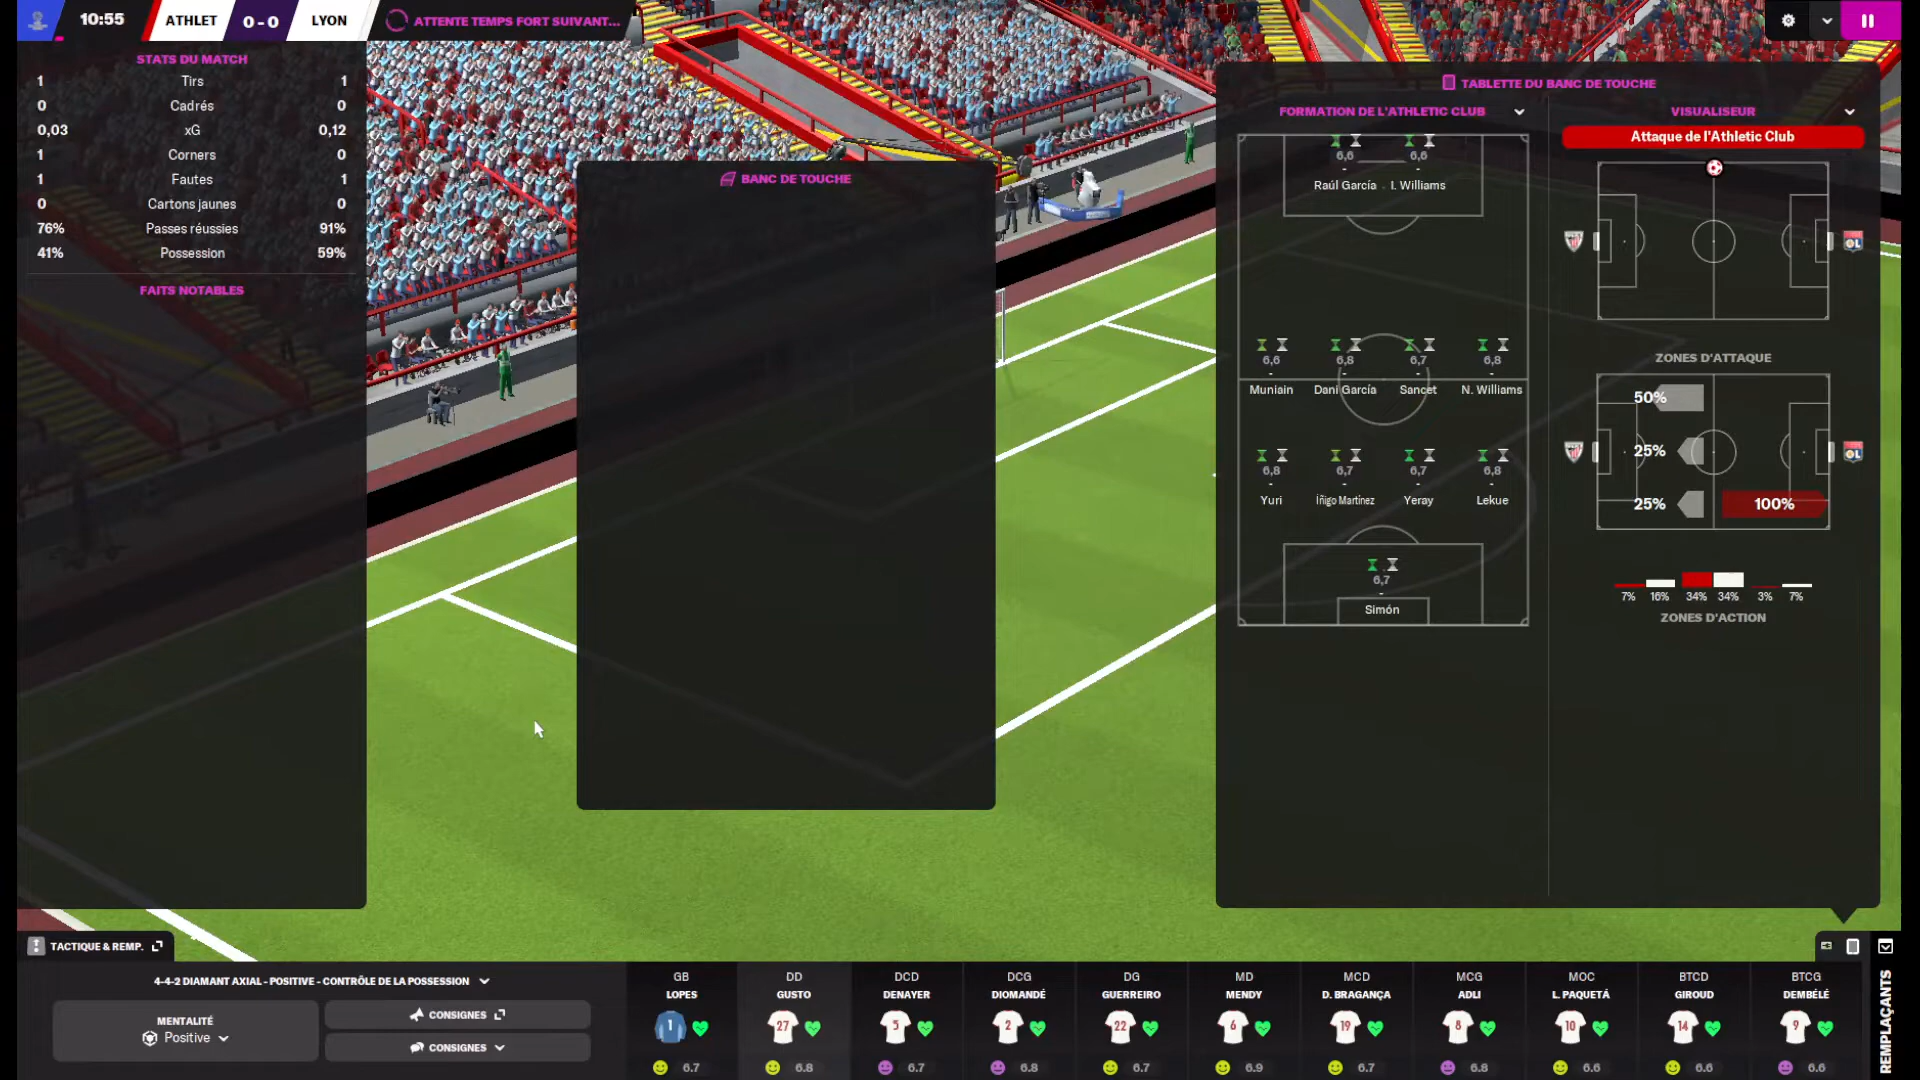 10:55 ATHLET 0 - 0 LYON ATTENTE TEMPS FORT SUIVANT...
STATS DU MATCH
1 Tirs 1
0 Cadrés 0
0,03 xG 0,12
1 Corners 0
1 Fautes 1
0 Cartons jaunes 0
76% Passes réussies 91%
41% Possession 59%
FAITS NOTABLES
BANC DE TOUCHE
TABLETTE DU BANC DE TOUCHE
FORMATION DE L'ATHLETIC CLUB
6,6 6,6
- -
Raúl García I. Williams
6,6 6,8 6,7 6,8
- - - -
Muniain Dani García Sancet N. Williams
6,8 6,7 6,7 6,8
- - - -
Yuri Iñigo Martínez Yeray Lekue
6,7
-
Simón
VISUALISEUR
Attaque de l'Athletic Club
ZONES D'ATTAQUE
50%
25%
25% 100%
7% 16% 34% 34% 3% 7%
ZONES D'ACTION
TACTIQUE & REMP.
4-4-2 DIAMANT AXIAL - POSITIVE - CONTRÔLE DE LA POSSESSION
MENTALITÉ
Positive
CONSIGNES
CONSIGNES
GB DD DCD DCG DG MD MCD MCG MOC BTCD BTCG
LOPES GUSTO DENAYER DIOMANDÉ GUERREIRO MENDY D. BRAGANÇA ADLI L. PAQUETÁ GIROUD DEMBÉLÉ
1 27 5 2 22 6 19 8 10 14 9
6.7 6.8 6.7 6.8 6.7 6.9 6.7 6.8 6.6 6.6 6.6
REMPLAÇANTS